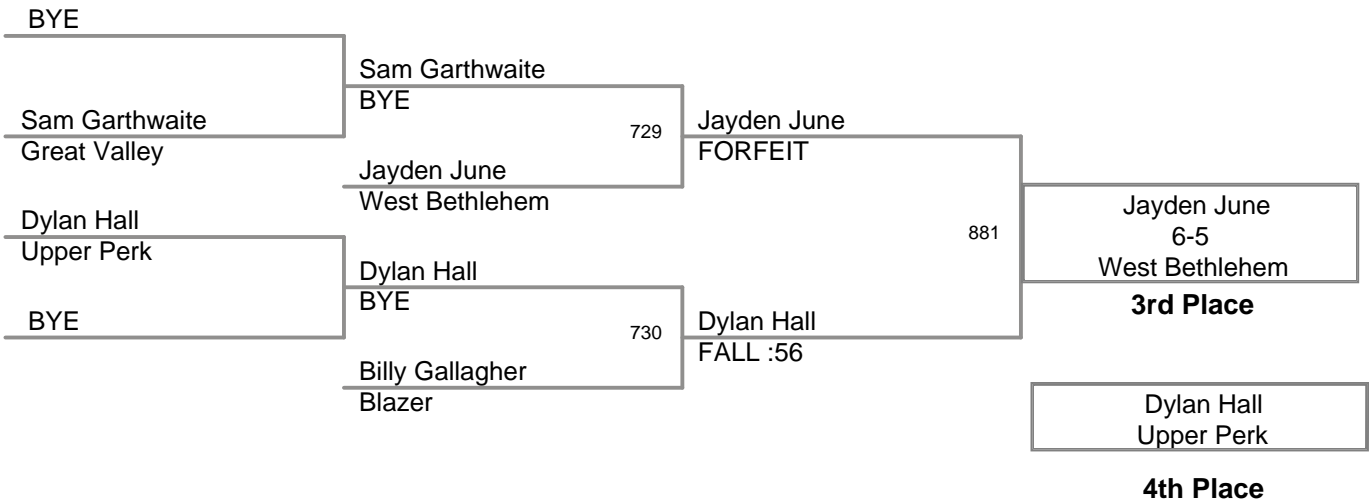 BYE
Sam Garthwaite
BYE
Sam Garthwaite
Great Valley
729
Jayden June
FORFEIT
Jayden June
West Bethlehem
Dylan Hall
Upper Perk
881
Jayden June
6-5
West Bethlehem
3rd Place
Dylan Hall
BYE
BYE
730
Dylan Hall
FALL :56
Billy Gallagher
Blazer
Dylan Hall
Upper Perk
4th Place